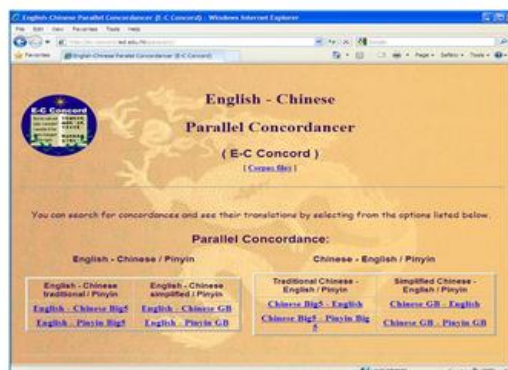 English-Chinese Parallel Concordancer (E-C Concord) - Windows Internet Explorer
File Edit View Favorites Tools Help
Favorites English-Chinese Parallel Concordancer (E-C Concord)
Page Safety Tools
E-C Concord
English - Chinese
Parallel Concordancer
( E-C Concord )
[ Corpus files ]
You can search for concordances and see their translations by selecting from the options listed below.
Parallel Concordance:
English - Chinese / Pinyin
English - Chinese traditional / Pinyin
English - Chinese simplified / Pinyin
English - Chinese Big5
English - Chinese GB
English - Pinyin Big5
English - Pinyin GB
Chinese - English / Pinyin
Traditional Chinese - English / Pinyin
Simplified Chinese - English / Pinyin
Chinese Big5 - English
Chinese GB - English
Chinese Big5 - Pinyin Big 5
Chinese GB - Pinyin GB